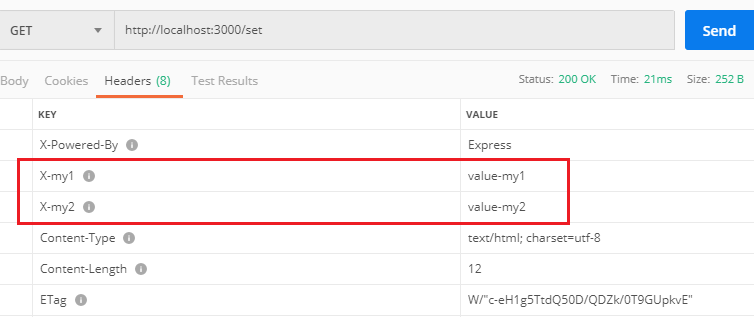 GET http://localhost:3000/set Send
Body Cookies Headers (8) Test Results Status: 200 OK Time: 21ms Size: 252 B
KEY VALUE
X-Powered-By Express
X-my1 value-my1
X-my2 value-my2
Content-Type text/html; charset=utf-8
Content-Length 12
ETag W/"c-eH1g5TtdQ50D/QDZk/0T9GUpkvE"